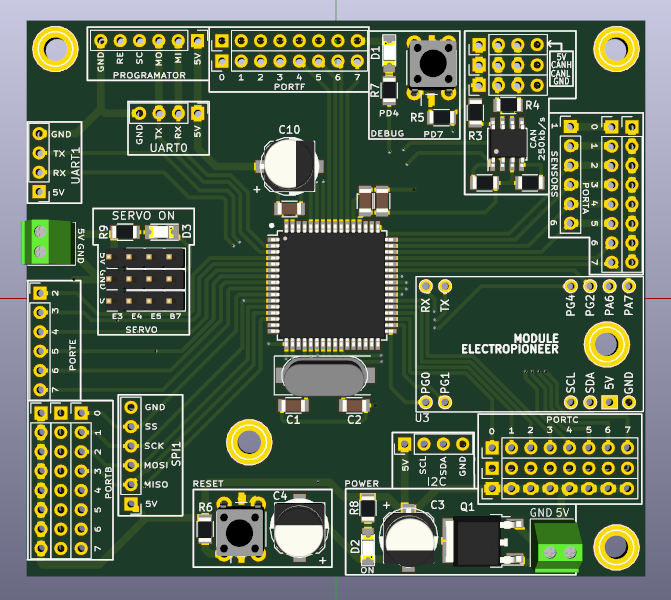 GND
RE
SC
MO
MI
5V
PROGRAMATOR
0 1 2 3 4 5 6 7
PORTF
D1
R7
PD4
DEBUG
R5
PD7
5V
CANH
CANL
GND
R4
R3
CAN
250kb/s
GND
TX
RX
5V
UART0
GND
TX
RX
5V
UART1
C10
+
1
6
SENSORS
0
1
2
3
4
5
6
7
PORTA
5V GND
SERVO ON
R9
D3
5V
GND
S
E3 E4 E5 B7
SERVO
2
3
4
5
6
7
PORTE
RX
TX
PG4
PG2
PA6
PA7
MODULE
ELECTROPIONEER
PG0
PG1
SCL
SDA
5V
GND
U3
C1
C2
0
1
2
3
4
5
6
7
PORTB
GND
SS
SCK
MOSI
MISO
5V
SPI1
PORTC
0 1 2 3 4 5 6 7
5V
SCL
SDA
GND
I2C
RESET
R6
C4
+
POWER
R8
D2
ON
+
C3
Q1
GND 5V